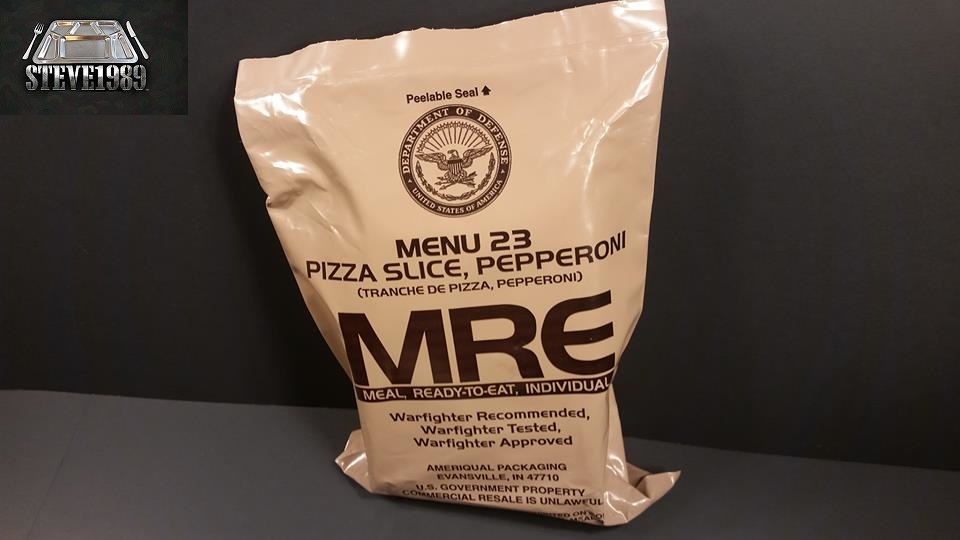 STEVE1989
Peelable Seal
DEPARTMENT OF DEFENSE
UNITED STATES OF AMERICA
MENU 23
PIZZA SLICE, PEPPERONI
(TRANCHE DE PIZZA, PEPPERONI)
MRE
MEAL, READY-TO-EAT, INDIVIDUAL
Warfighter Recommended,
Warfighter Tested,
Warfighter Approved
AMERIQUAL PACKAGING
EVANSVILLE, IN 47710
U.S. GOVERNMENT PROPERTY
COMMERCIAL RESALE IS UNLAWFUL